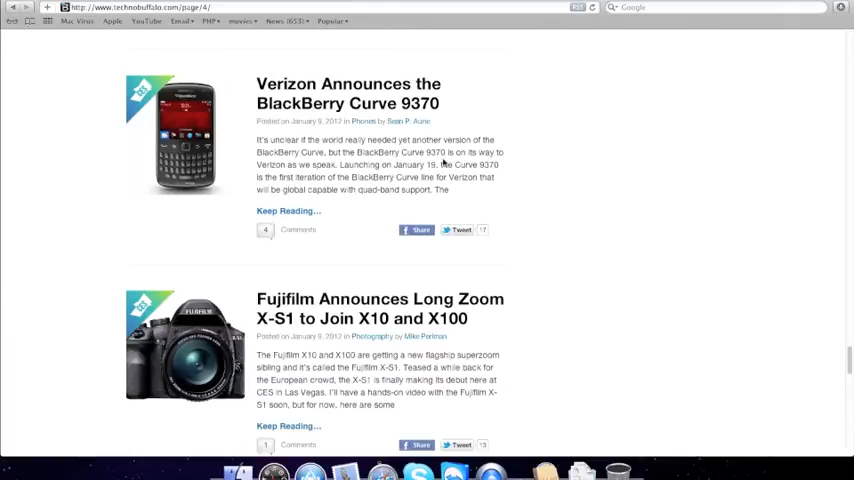 http://www.technobuffalo.com/page/4/
RSS
Google
Mac Virus Apple YouTube Email PHP movies News (653) Popular
CES
Verizon Announces the
BlackBerry Curve 9370
Posted on January 9, 2012 in Phones by Sean P. Aune
It's unclear if the world really needed yet another version of the
BlackBerry Curve, but the BlackBerry Curve 9370 is on its way to
Verizon as we speak. Launching on January 19, the Curve 9370
is the first iteration of the BlackBerry Curve line for Verizon that
will be global capable with quad-band support. The
Keep Reading...
4 Comments
Share
Tweet 17
CES
FUJIFILM
X-S1
Fujifilm Announces Long Zoom
X-S1 to Join X10 and X100
Posted on January 9, 2012 in Photography by Mike Perlman
The Fujifilm X10 and X100 are getting a new flagship superzoom
sibling and it's called the Fujifilm X-S1. Teased a while back for
the European crowd, the X-S1 is finally making its debut here at
CES in Las Vegas. I'll have a hands-on video with the Fujifilm X-
S1 soon, but for now, here are some
Keep Reading...
1 Comments
Share
Tweet 13